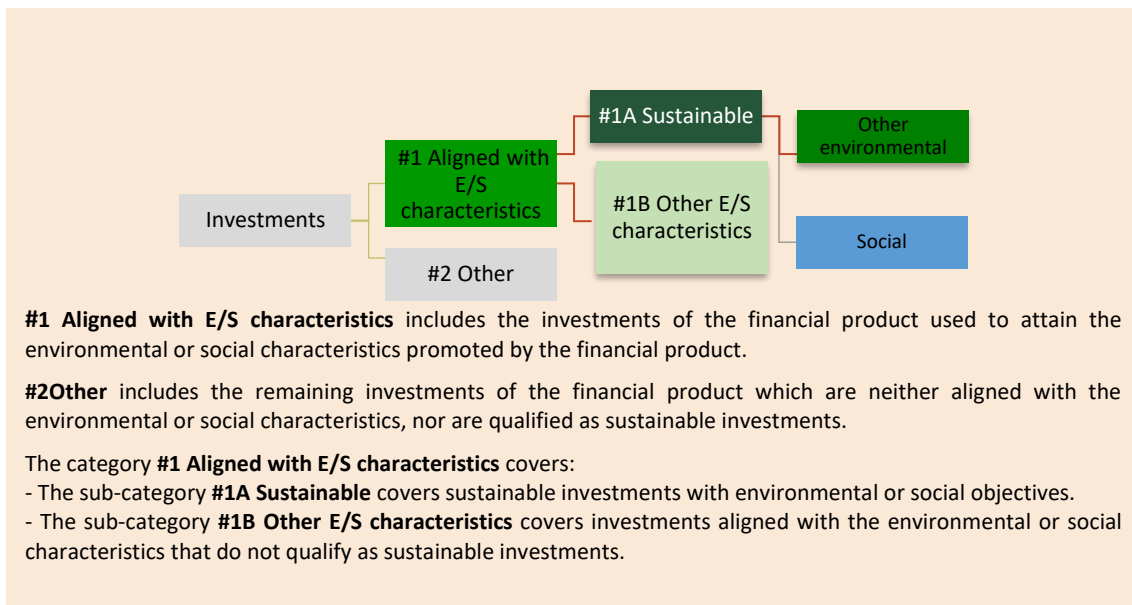 #1A Sustainable
Other
environmental
#1 Aligned with
E/S
characteristics
#1B Other E/S
characteristics
Investments
Social
#2 Other
#1 Aligned with E/S characteristics includes the investments of the financial product used to attain the
environmental or social characteristics promoted by the financial product.
#2Other includes the remaining investments of the financial product which are neither aligned with the
environmental or social characteristics, nor are qualified as sustainable investments.
The category #1 Aligned with E/S characteristics covers:
- The sub-category #1A Sustainable covers sustainable investments with environmental or social objectives.
- The sub-category #1B Other E/S characteristics covers investments aligned with the environmental or social
characteristics that do not qualify as sustainable investments.